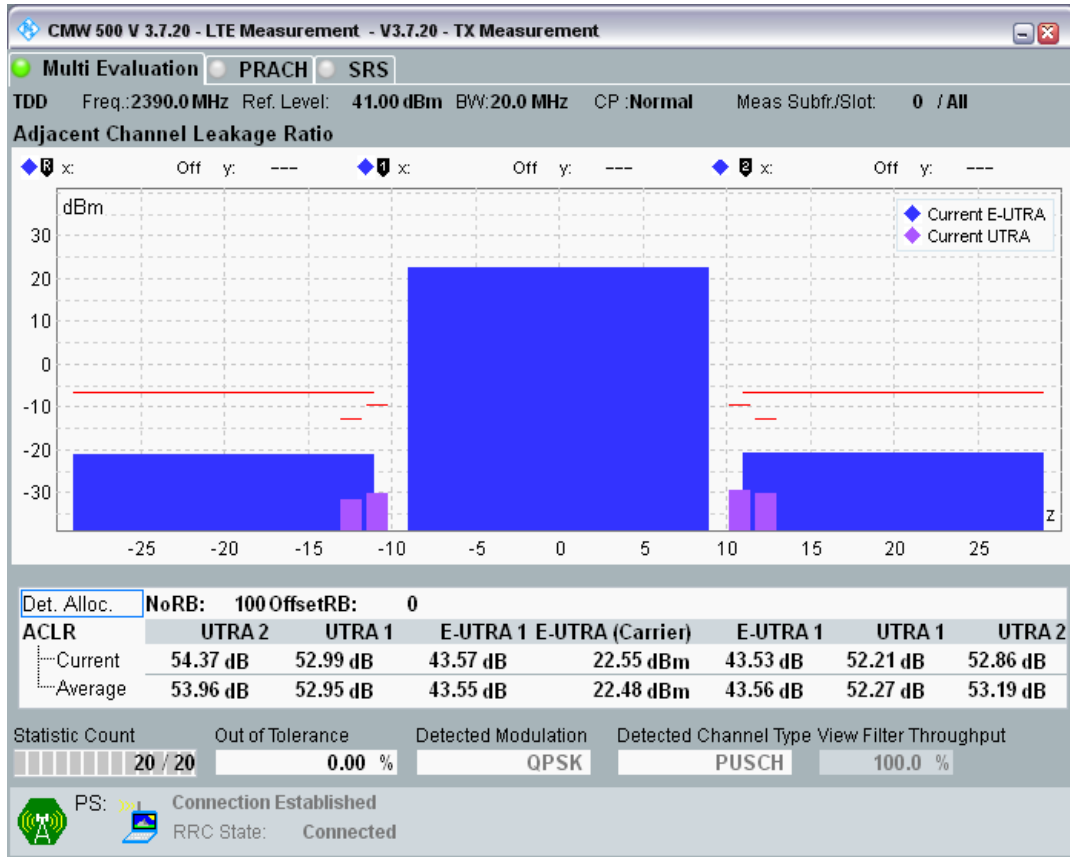 CMW 500 V 3.7.20 - LTE Measurement - V3.7.20 - TX Measurement
Multi Evaluation PRACH SRS
TDD Freq.:2390.0 MHz Ref. Level: 41.00 dBm BW:20.0 MHz CP :Normal Meas Subfr./Slot: 0 / All
Adjacent Channel Leakage Ratio
R x: Off y: --- 1 x: Off y: --- 2 x: Off y: ---
dBm
Current E-UTRA
Current UTRA
30
20
10
0
-10
-20
-30
z
-25 -20 -15 -10 -5 0 5 10 15 20 25
Det. Alloc. NoRB: 100 OffsetRB: 0
ACLR UTRA 2 UTRA 1 E-UTRA 1 E-UTRA (Carrier) E-UTRA 1 UTRA 1 UTRA 2
Current 54.37 dB 52.99 dB 43.57 dB 22.55 dBm 43.53 dB 52.21 dB 52.86 dB
Average 53.96 dB 52.95 dB 43.55 dB 22.48 dBm 43.56 dB 52.27 dB 53.19 dB
Statistic Count Out of Tolerance Detected Modulation Detected Channel Type View Filter Throughput
20 / 20 0.00 % QPSK PUSCH 100.0 %
PS: Connection Established
RRC State: Connected